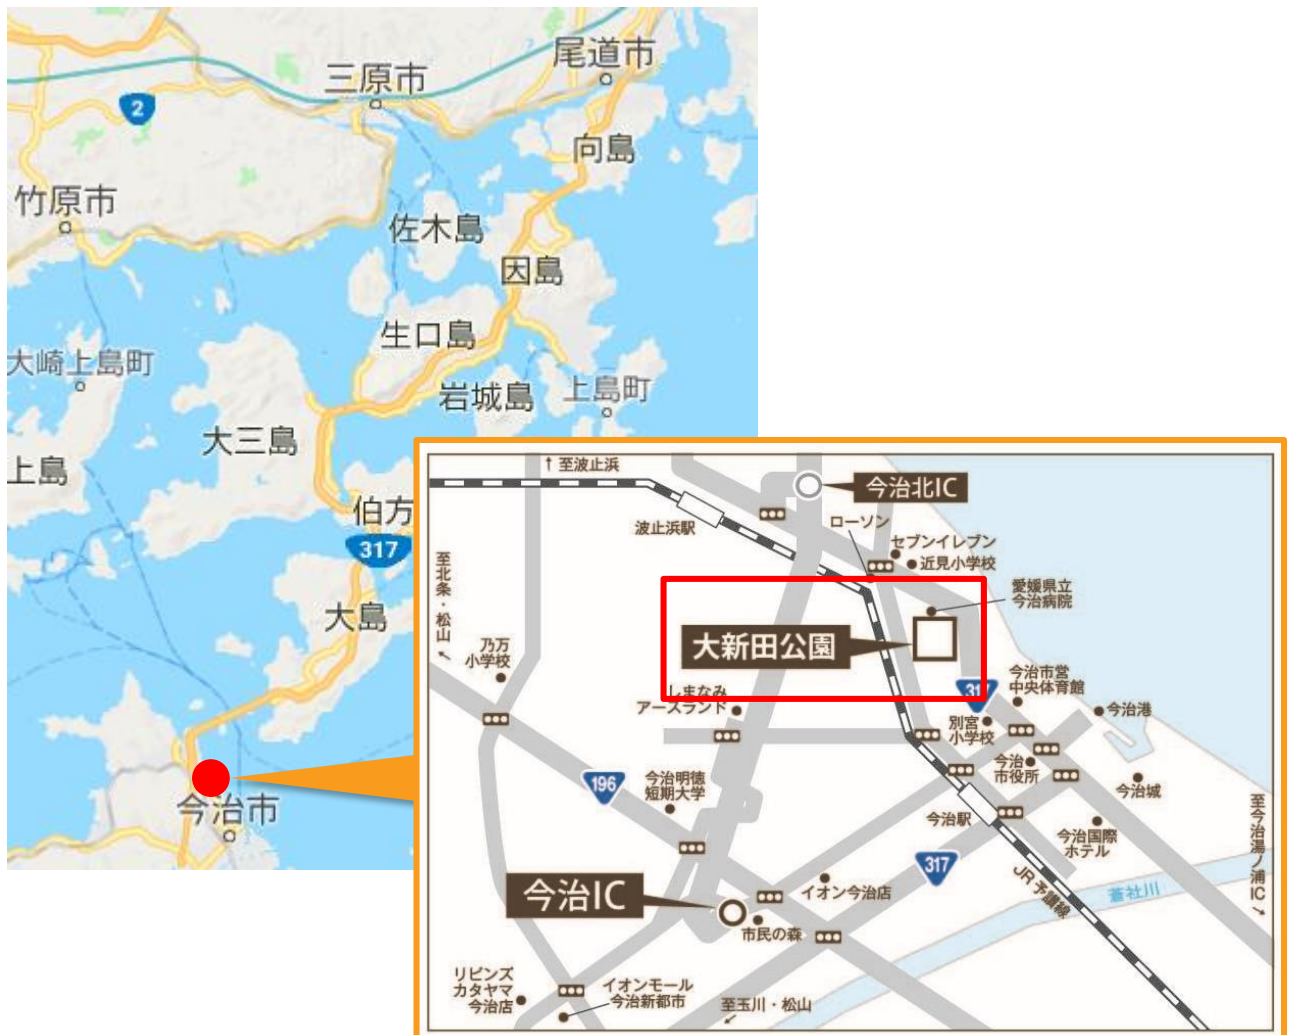 尾道市
三原市
2
向島
竹原市
佐木島
因島
生口島
大崎上島町
岩城島
上島町
大三島
上島
伯方
317
大島
今治市
↑至波止浜
今治北IC
波止浜駅
ローソン
セブンイレブン
近見小学校
至北条・松山↙
愛媛県立
今治病院
大新田公園
乃万
小学校
しまなみ
アースランド
317
今治市営
中央体育館
今治港
別宮
小学校
今治
市役所
196
今治明徳
短期大学
今治城
今治駅
今治国際
ホテル
至今治湯ノ浦IC↘
317
JR予讃線
蒼社川
今治IC
イオン今治店
市民の森
リビンズ
カタヤマ
今治店
イオンモール
今治新都市
至玉川・松山
↙